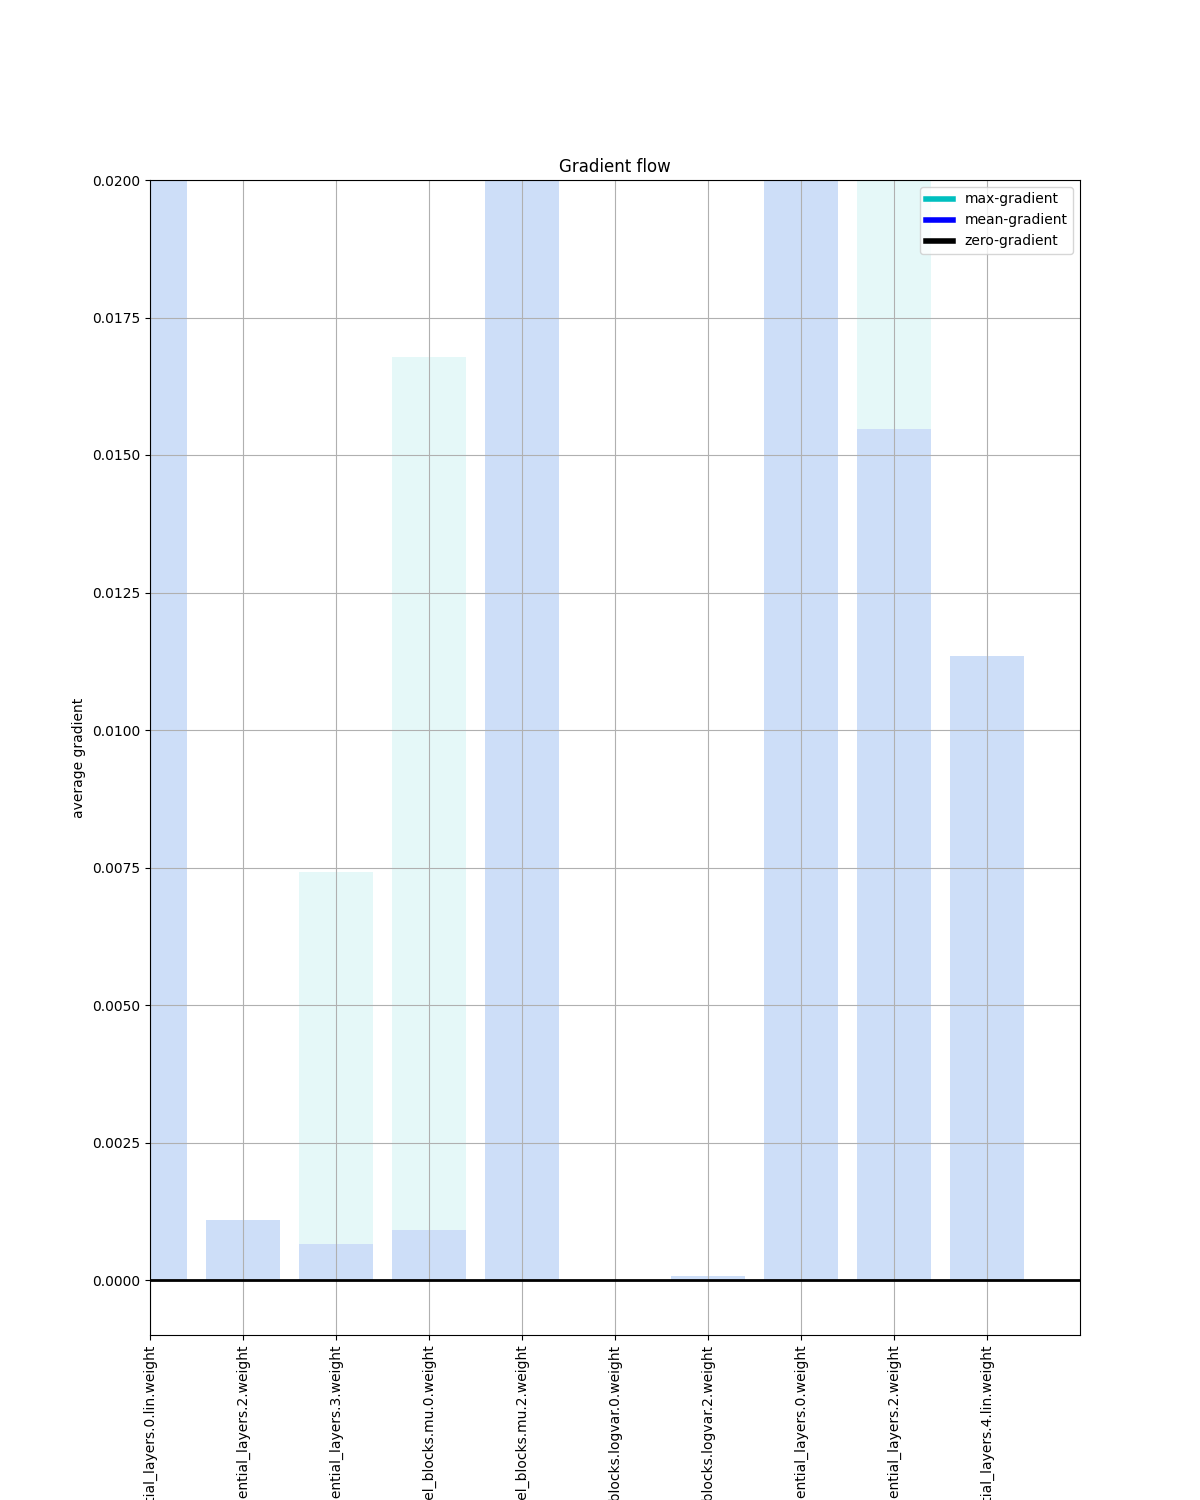 Gradient flow
max-gradient
mean-gradient
zero-gradient
0.0200
0.0175
0.0150
0.0125
0.0100
0.0075
0.0050
0.0025
0.0000
average gradient
tial_layers.0.lin.weight
ential_layers.2.weight
ential_layers.3.weight
el_blocks.mu.0.weight
el_blocks.mu.2.weight
blocks.logvar.0.weight
blocks.logvar.2.weight
ential_layers.0.weight
ential_layers.2.weight
tial_layers.4.lin.weight